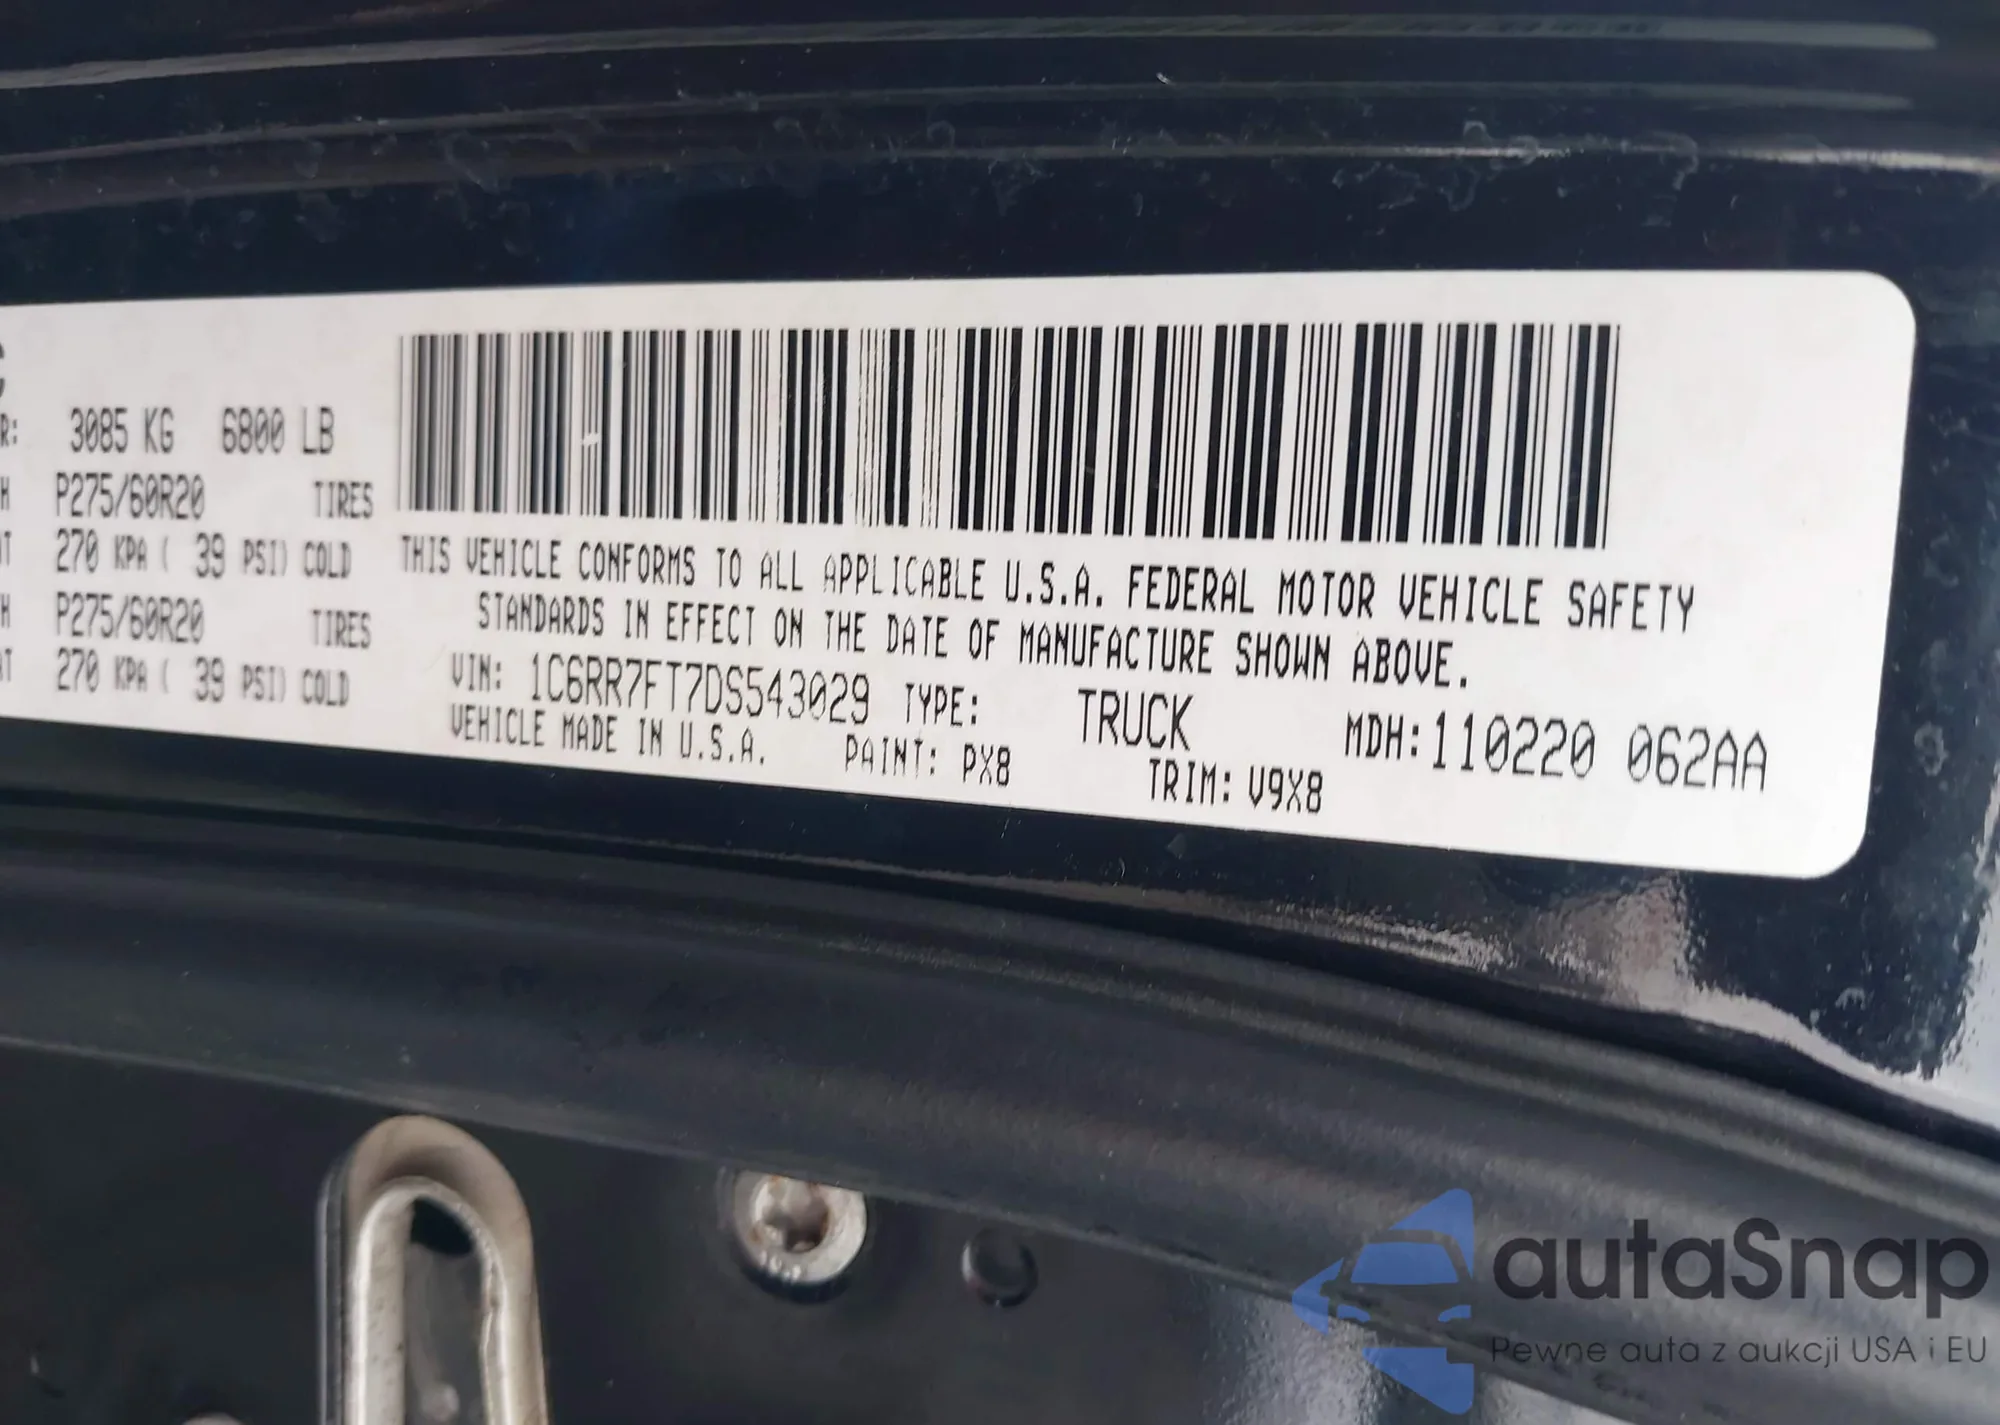 R: 3085 KG 6800 LB
H P275/60R20 TIRES
AT 270 KPA ( 39 PSI) COLD
H P275/60R20 TIRES
AT 270 KPA ( 39 PSI) COLD
THIS VEHICLE CONFORMS TO ALL APPLICABLE U.S.A. FEDERAL MOTOR VEHICLE SAFETY
STANDARDS IN EFFECT ON THE DATE OF MANUFACTURE SHOWN ABOVE.
VIN: 1C6RR7FT7DS543029 TYPE: TRUCK MDH:110220 062AA
VEHICLE MADE IN U.S.A. PAINT: PX8 TRIM: V9X8
autaSnap
Pewne auta z aukcji USA i EU